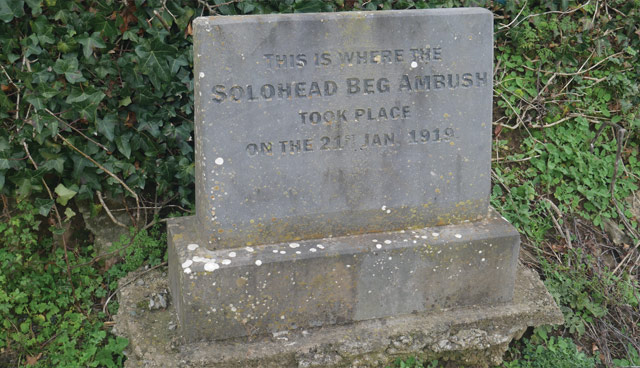 THIS IS WHERE THE
SOLOHEAD BEG AMBUSH
TOOK PLACE
ON THE 21ST JAN. 1919